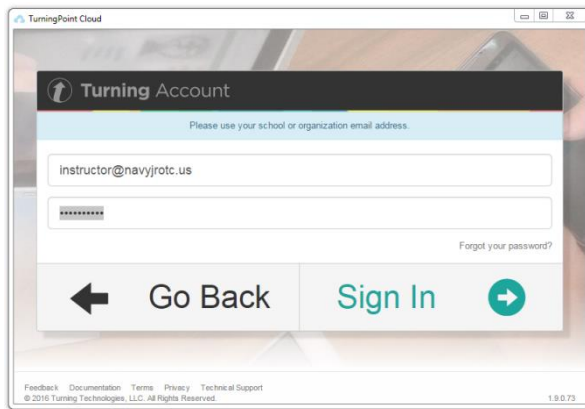 TurningPoint Cloud
Turning Account
Please use your school or organization email address.
instructor@navyjrotc.us
••••••••••
Forgot your password?
Go Back
Sign In
Feedback Documentation Terms Privacy Technical Support
© 2016 Turning Technologies, LLC. All Rights Reserved.
1.9.0.73